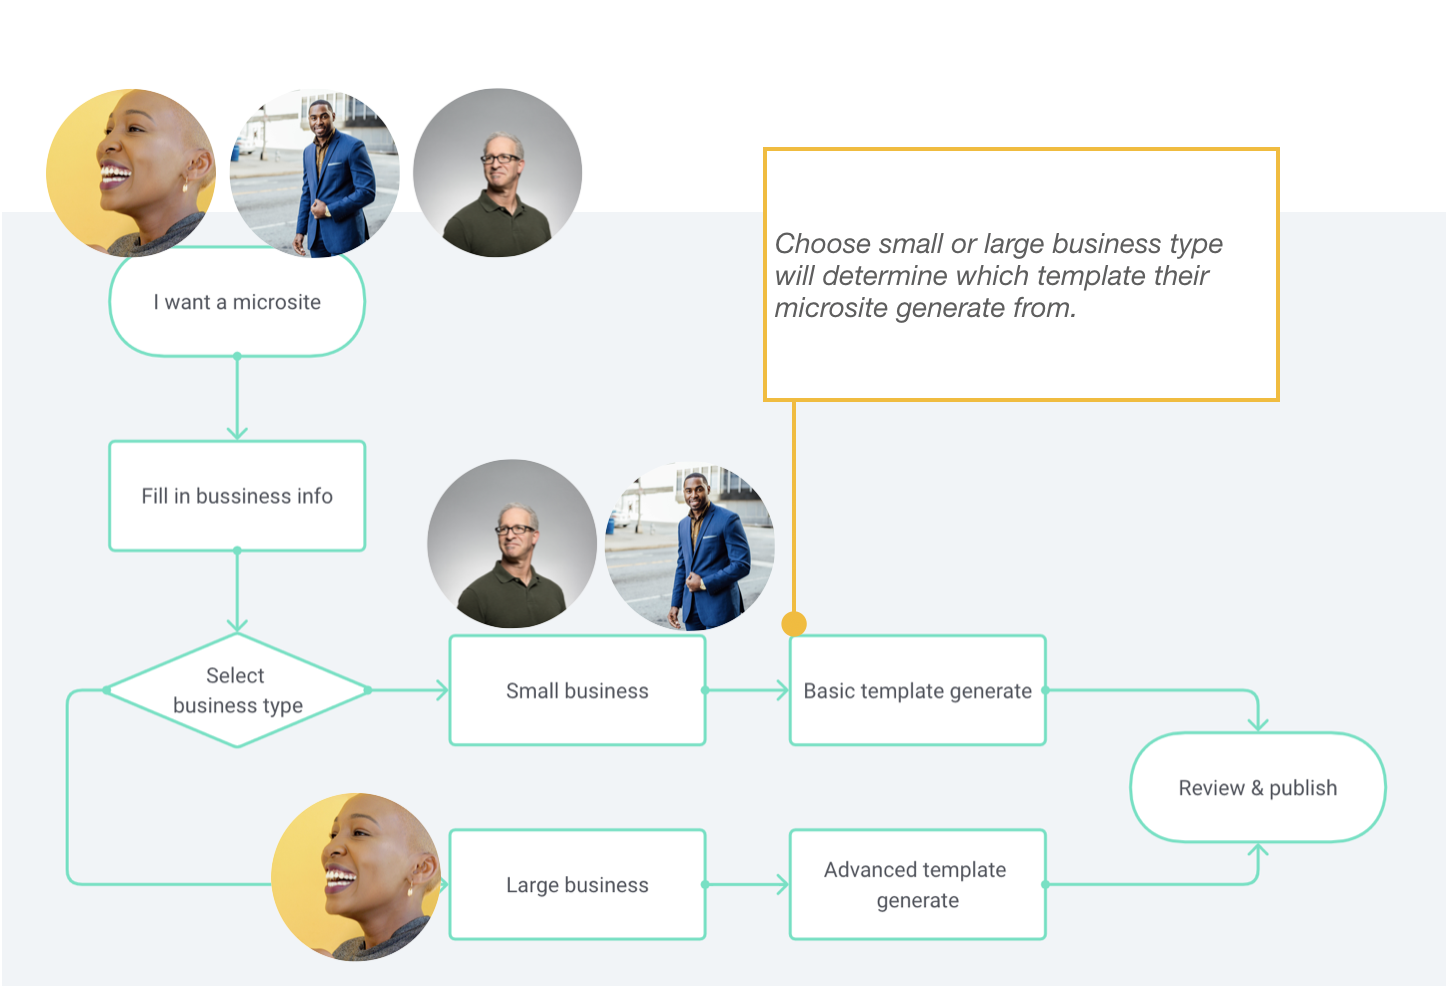 I want a microsite
Choose small or large business type
will determine which template their
microsite generate from.
Fill in bussiness info
Select
business type
Small business
Basic template generate
Review & publish
Large business
Advanced template
generate